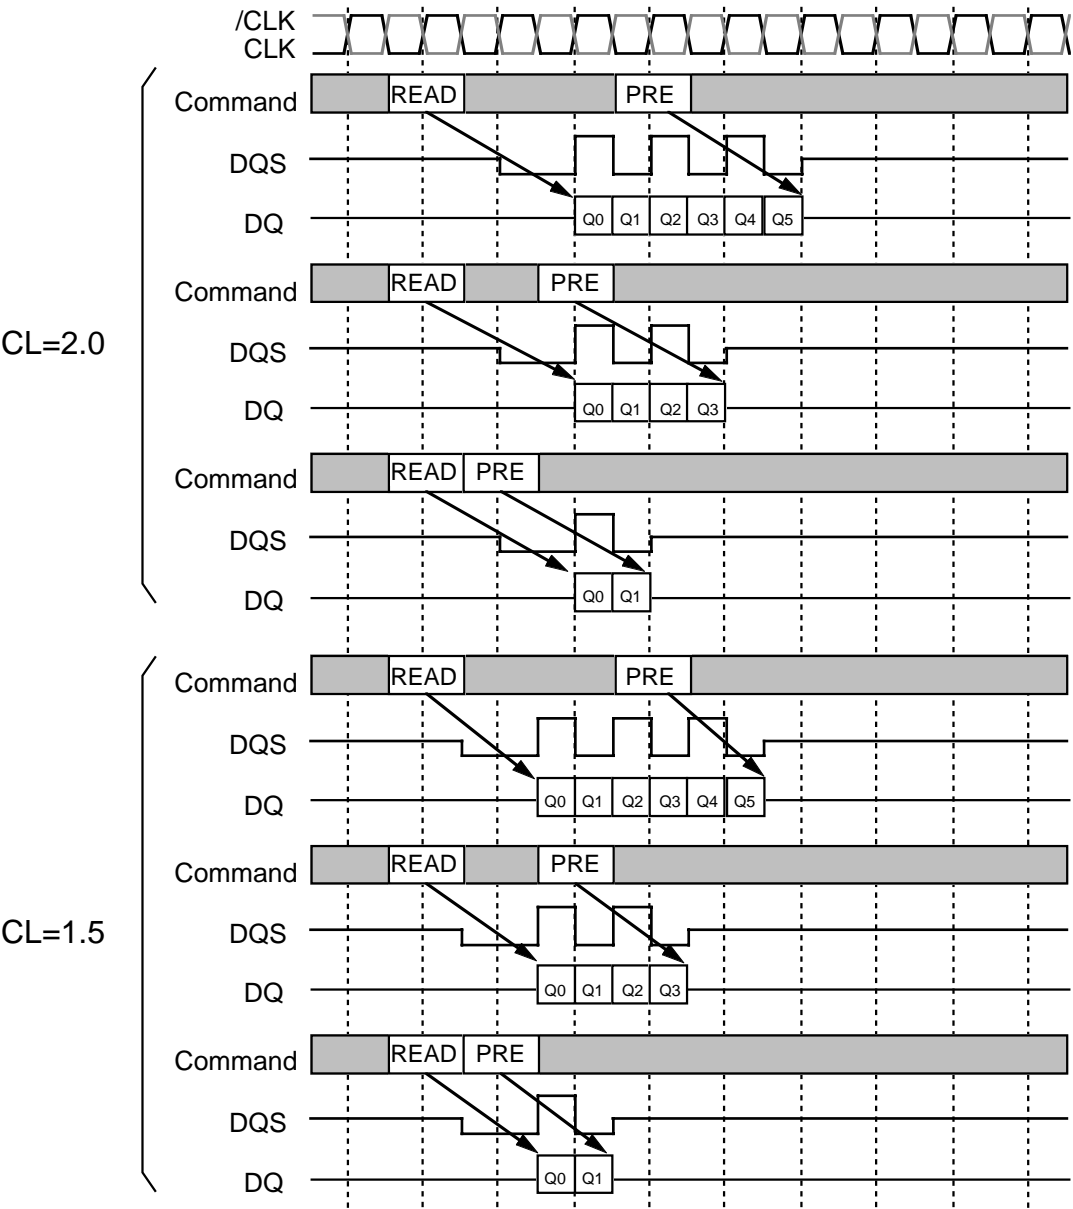 /CLK
CLK
Command READ PRE
DQS
DQ Q0 Q1 Q2 Q3 Q4 Q5
Command READ PRE
CL=2.0
DQS
DQ Q0 Q1 Q2 Q3
Command READ PRE
DQS
DQ Q0 Q1
Command READ PRE
DQS
DQ Q0 Q1 Q2 Q3 Q4 Q5
Command READ PRE
CL=1.5
DQS
DQ Q0 Q1 Q2 Q3
Command READ PRE
DQS
DQ Q0 Q1